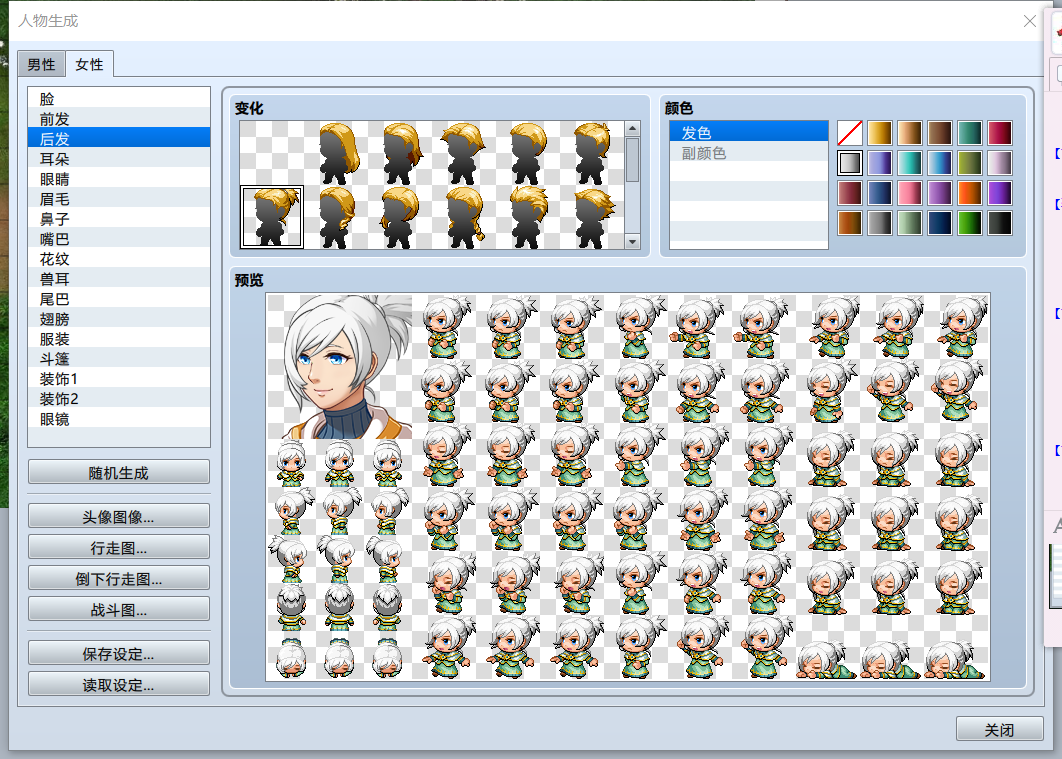 人物生成
男性
女性
脸
前发
后发
耳朵
眼睛
眉毛
鼻子
嘴巴
花纹
兽耳
尾巴
翅膀
服装
斗篷
装饰1
装饰2
眼镜
随机生成
头像图像...
行走图...
倒下行走图...
战斗图...
保存设定...
读取设定...
变化
颜色
发色
副颜色
预览
关闭